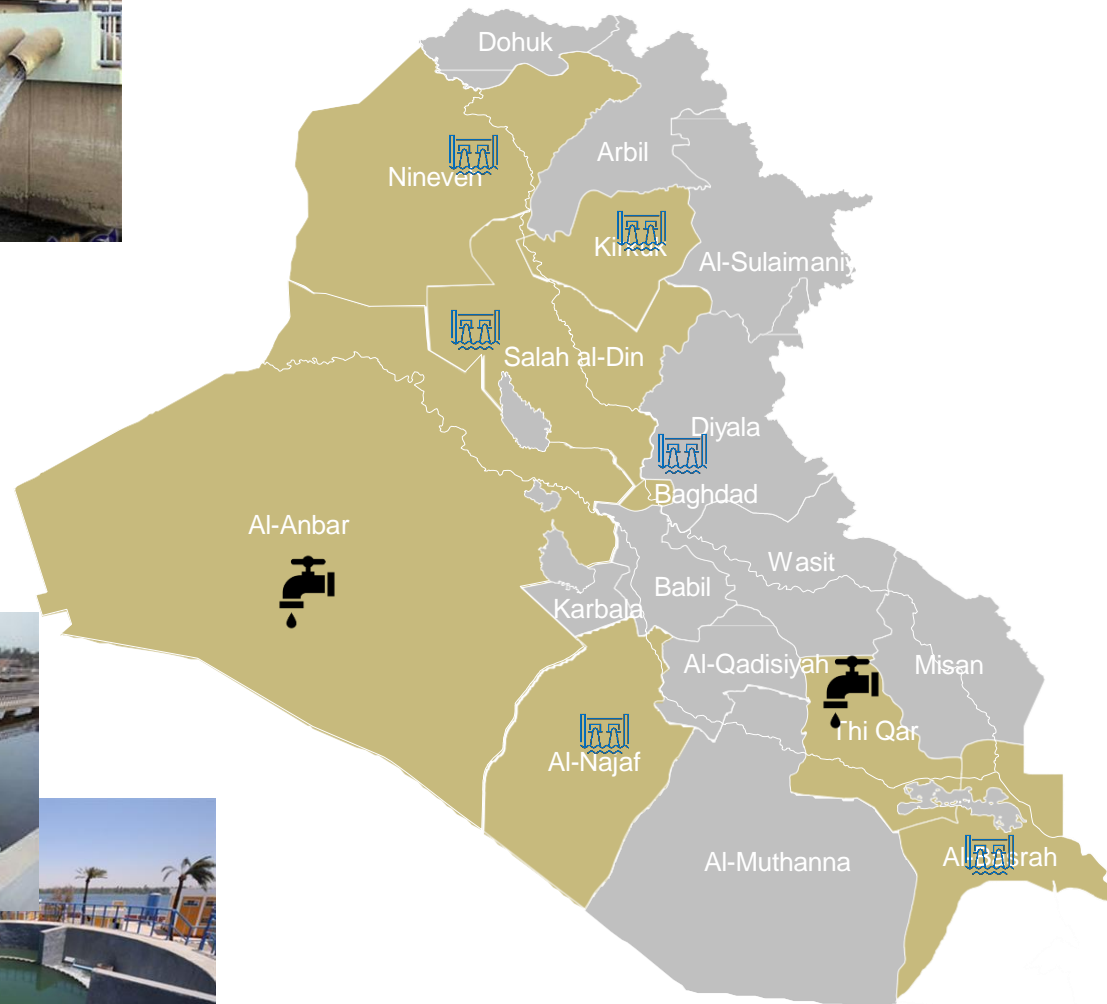 Dohuk
Arbil
Nineveh
Kirkuk
Al-Sulaimaniy
Salah al-Din
Diyala
Baghdad
Al-Anbar
Wasit
Babil
Karbala
Al-Qadisiyah
Misan
Thi Qar
Al-Najaf
Al-Muthanna
Al-Basrah